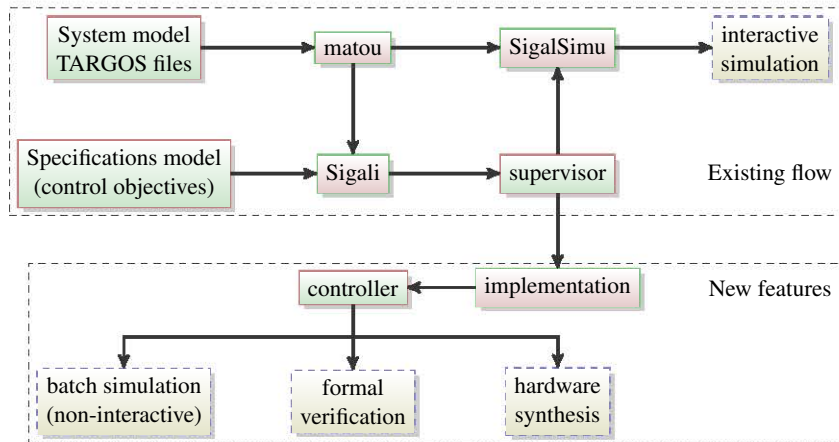 System model
TARGOS files
matou
SigalSimu
interactive
simulation
Specifications model
(control objectives)
Sigali
supervisor
Existing flow
controller
implementation
New features
batch simulation
(non-interactive)
formal
verification
hardware
synthesis